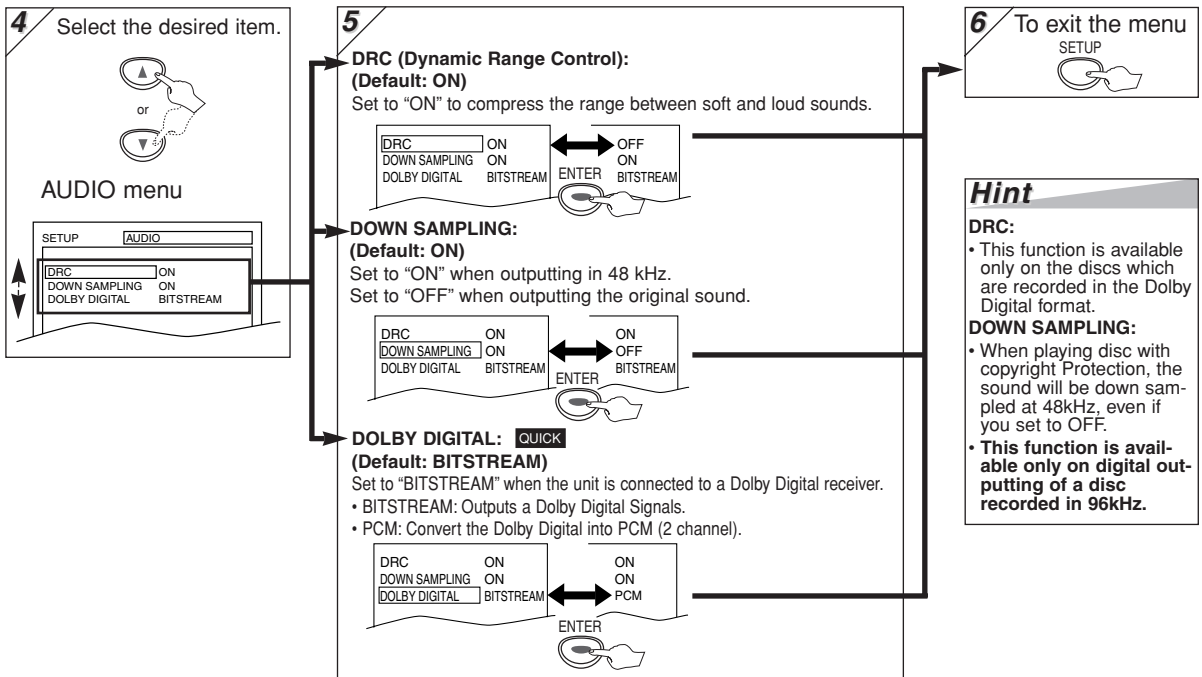 4 Select the desired item.
▲
or
▼
AUDIO menu
SETUP AUDIO
DRC ON
DOWN SAMPLING ON
DOLBY DIGITAL BITSTREAM
5
DRC (Dynamic Range Control):
(Default: ON)
Set to “ON” to compress the range between soft and loud sounds.
DRC ON OFF
DOWN SAMPLING ON ON
DOLBY DIGITAL BITSTREAM BITSTREAM
ENTER
DOWN SAMPLING:
(Default: ON)
Set to “ON” when outputting in 48 kHz.
Set to “OFF” when outputting the original sound.
DRC ON ON
DOWN SAMPLING ON OFF
DOLBY DIGITAL BITSTREAM BITSTREAM
ENTER
DOLBY DIGITAL: QUICK
(Default: BITSTREAM)
Set to “BITSTREAM” when the unit is connected to a Dolby Digital receiver.
• BITSTREAM: Outputs a Dolby Digital Signals.
• PCM: Convert the Dolby Digital into PCM (2 channel).
DRC ON ON
DOWN SAMPLING ON ON
DOLBY DIGITAL BITSTREAM PCM
ENTER
6 To exit the menu
SETUP
Hint
DRC:
• This function is available
only on the discs which
are recorded in the Dolby
Digital format.
DOWN SAMPLING:
• When playing disc with
copyright Protection, the
sound will be down sam-
pled at 48kHz, even if
you set to OFF.
• This function is avail-
able only on digital out-
putting of a disc
recorded in 96kHz.